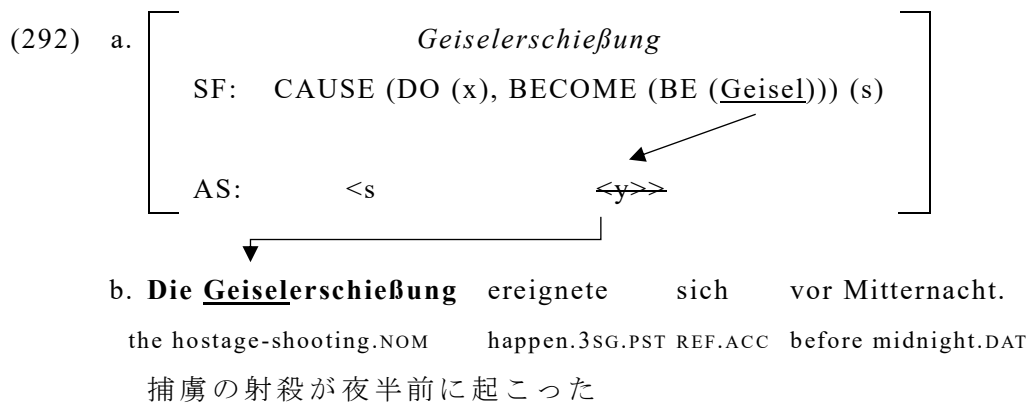 (292) a. Geiselerschießung
SF: CAUSE (DO (x), BECOME (BE (Geisel))) (s)
AS: <s <y>>
b. Die Geiselerschießung ereignete sich vor Mitternacht.
the hostage-shooting.NOM happen.3SG.PST REF.ACC before midnight.DAT
捕虜の射殺が夜半前に起こった